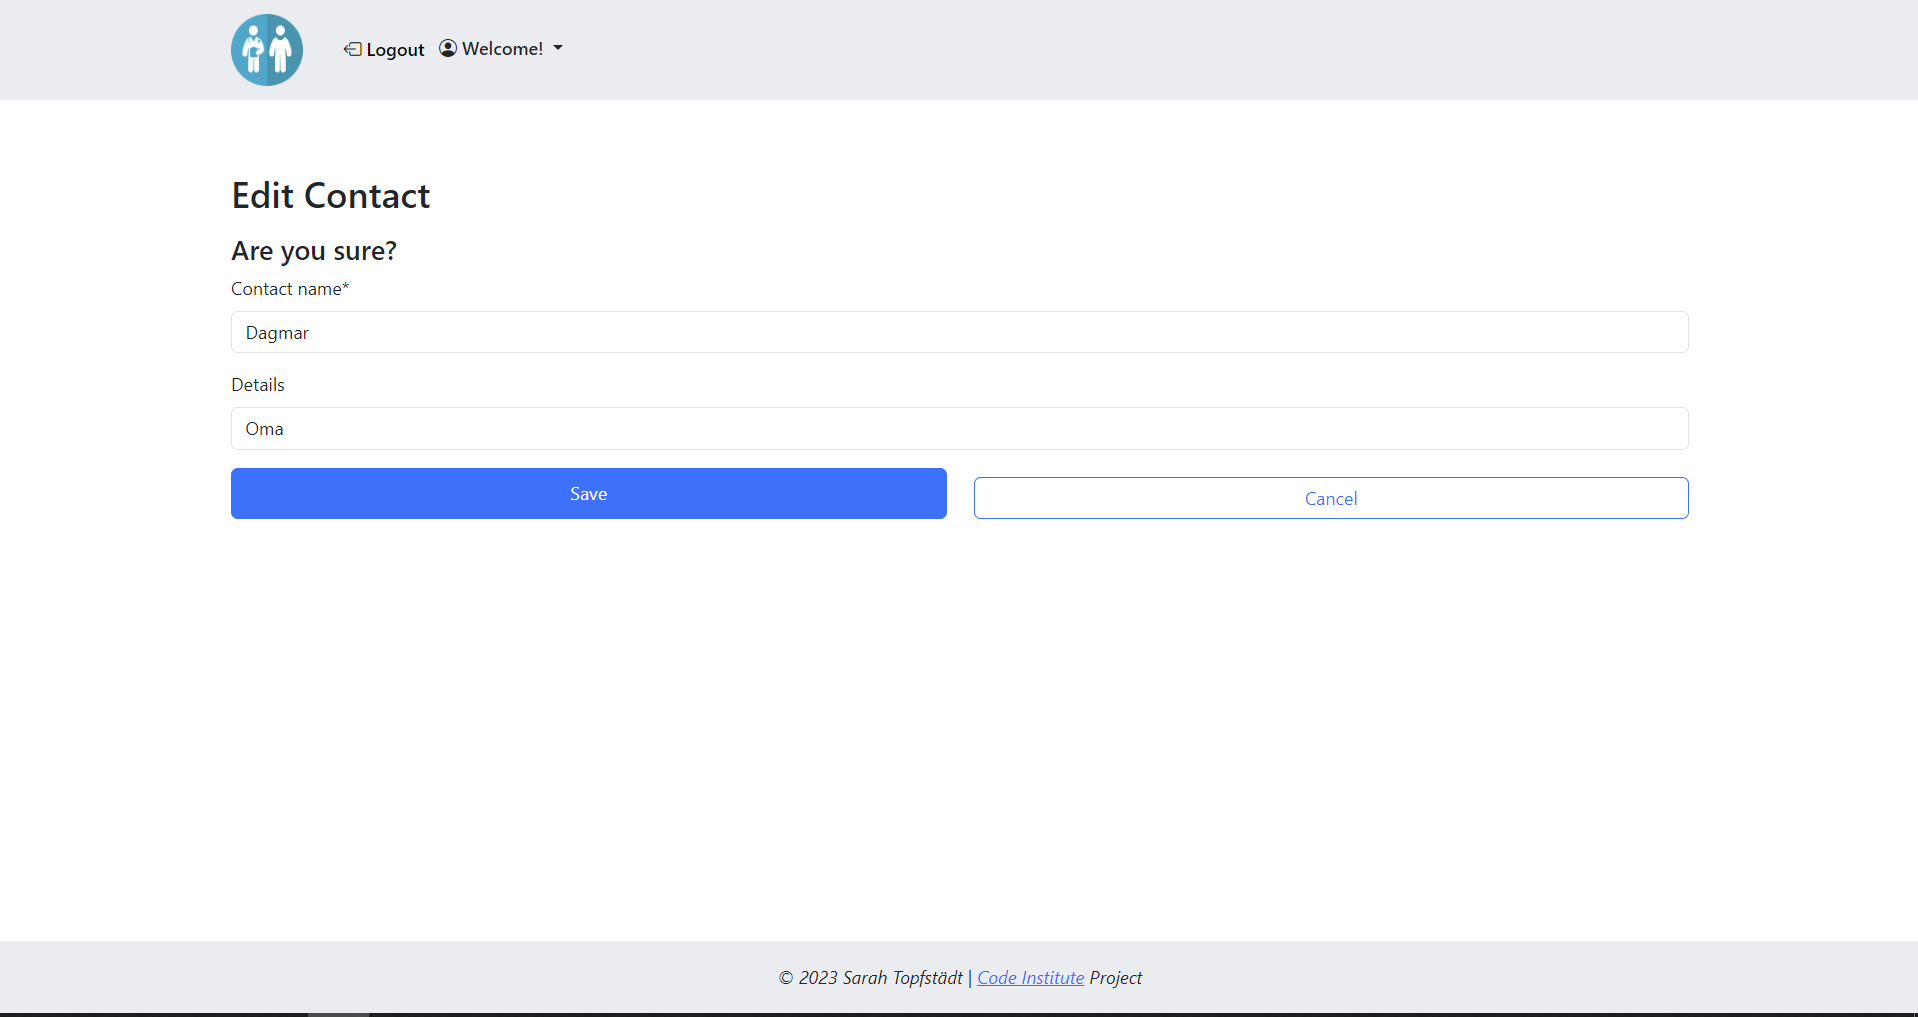 Logout Welcome!
Edit Contact
Are you sure?
Contact name*
Dagmar
Details
Oma
Save Cancel
© 2023 Sarah Topfstädt | Code Institute Project